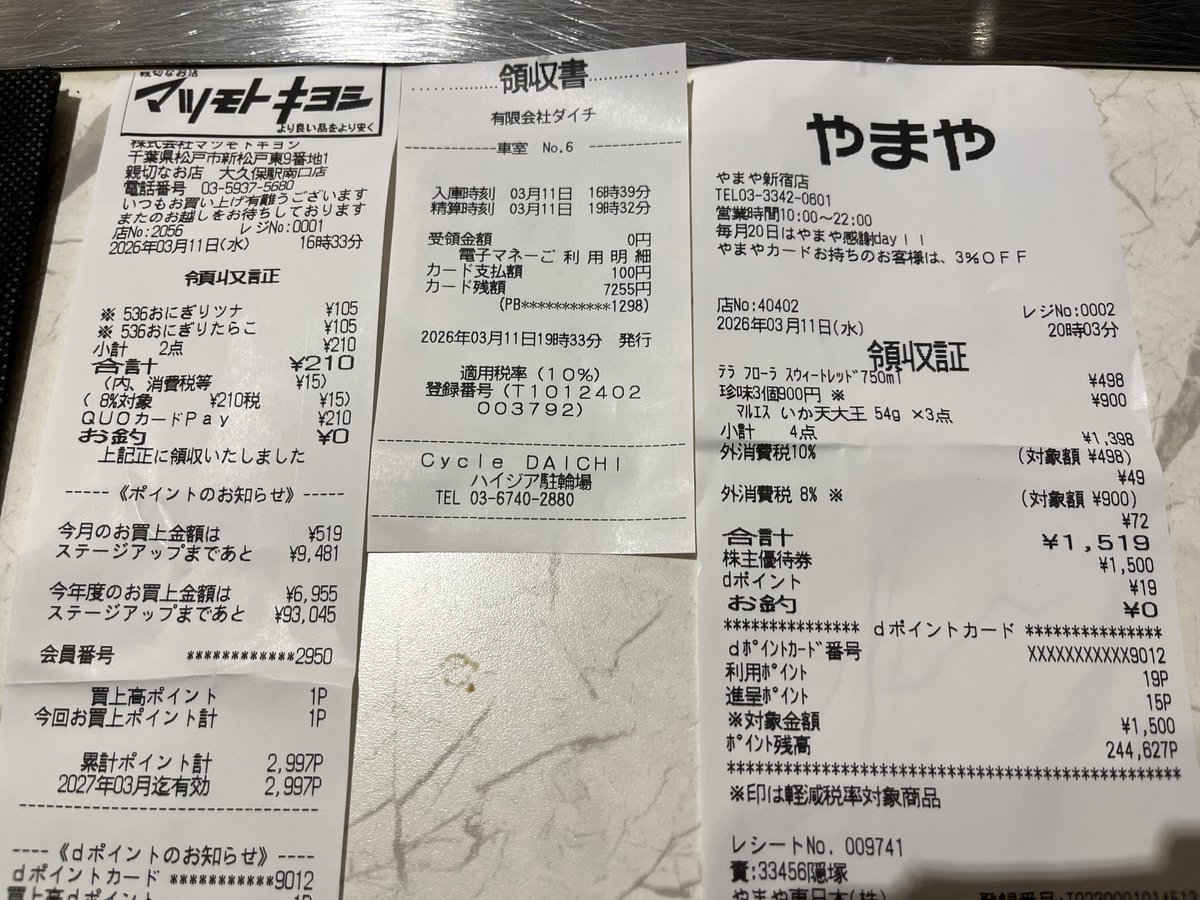 親切なお店
マツモトキヨシ
より良い品をより安く
株式会社マツモトキヨシ
千葉県松戸市新松戸東9番地1
親切なお店 大久保駅南口店
電話番号 03-5937-5680
いつもお買い上げ有難うございます
またのお越しをお待ちしております
店No:2056 レジNo:0001
2026年03月11日(水) 16時33分
領収証
※ 536おにぎりツナ ¥105
※ 536おにぎりたらこ ¥105
小計 2点 ¥210
合計 ¥210
(内、消費税等 ¥15)
( 8%対象 ¥210税 ¥15)
QUOカードPay ¥210
お釣 ¥0
上記正に領収いたしました
-----《ポイントのお知らせ》-----
今月のお買上金額は ¥519
ステージアップまであと ¥9,481
今年度のお買上金額は ¥6,955
ステージアップまであと ¥93,045
会員番号 ************2950
買上高ポイント 1P
今回お買上ポイント計 1P
累計ポイント計 2,997P
2027年03月迄有効 2,997P
----《dポイントのお知らせ》----
dポイントカード ***********9012
買上高dポイント 1P
領収書
有限会社ダイチ
車室 No.6
入庫時刻 03月11日 16時39分
精算時刻 03月11日 19時32分
受領金額 0円
電子マネーご利用明細
カード支払額 100円
カード残額 7255円
(PB***********1298)
2026年03月11日19時33分 発行
適用税率(10%)
登録番号(T1012402
003792)
Cycle DAICHI
ハイジア駐輪場
TEL 03-6740-2880
やまや
やまや新宿店
TEL03-3342-0601
営業時間10:00~22:00
毎月20日はやまや感謝day!!
やまやカードお持ちのお客様は、3%OFF
店No:40402 レジNo:0002
2026年03月11日(水) 20時03分
領収証
テラ フローラ スウィートレッド750ml ¥498
珍味3個900円 ※ ¥900
マルエス いか天大王 54g ×3点
小計 4点 ¥1,398
外消費税10% (対象額 ¥498)
¥49
外消費税 8% ※ (対象額 ¥900)
¥72
合計 ¥1,519
株主優待券 ¥1,500
dポイント ¥19
お釣 ¥0
*************** dポイントカード ***************
dポイントカード番号 XXXXXXXXXXX9012
利用ポイント 19P
進呈ポイント 15P
※対象金額 ¥1,500
ポイント残高 244,627P
※印は軽減税率対象商品
レシートNo. 009741
責:33456隠塚
やまや東日本(株)